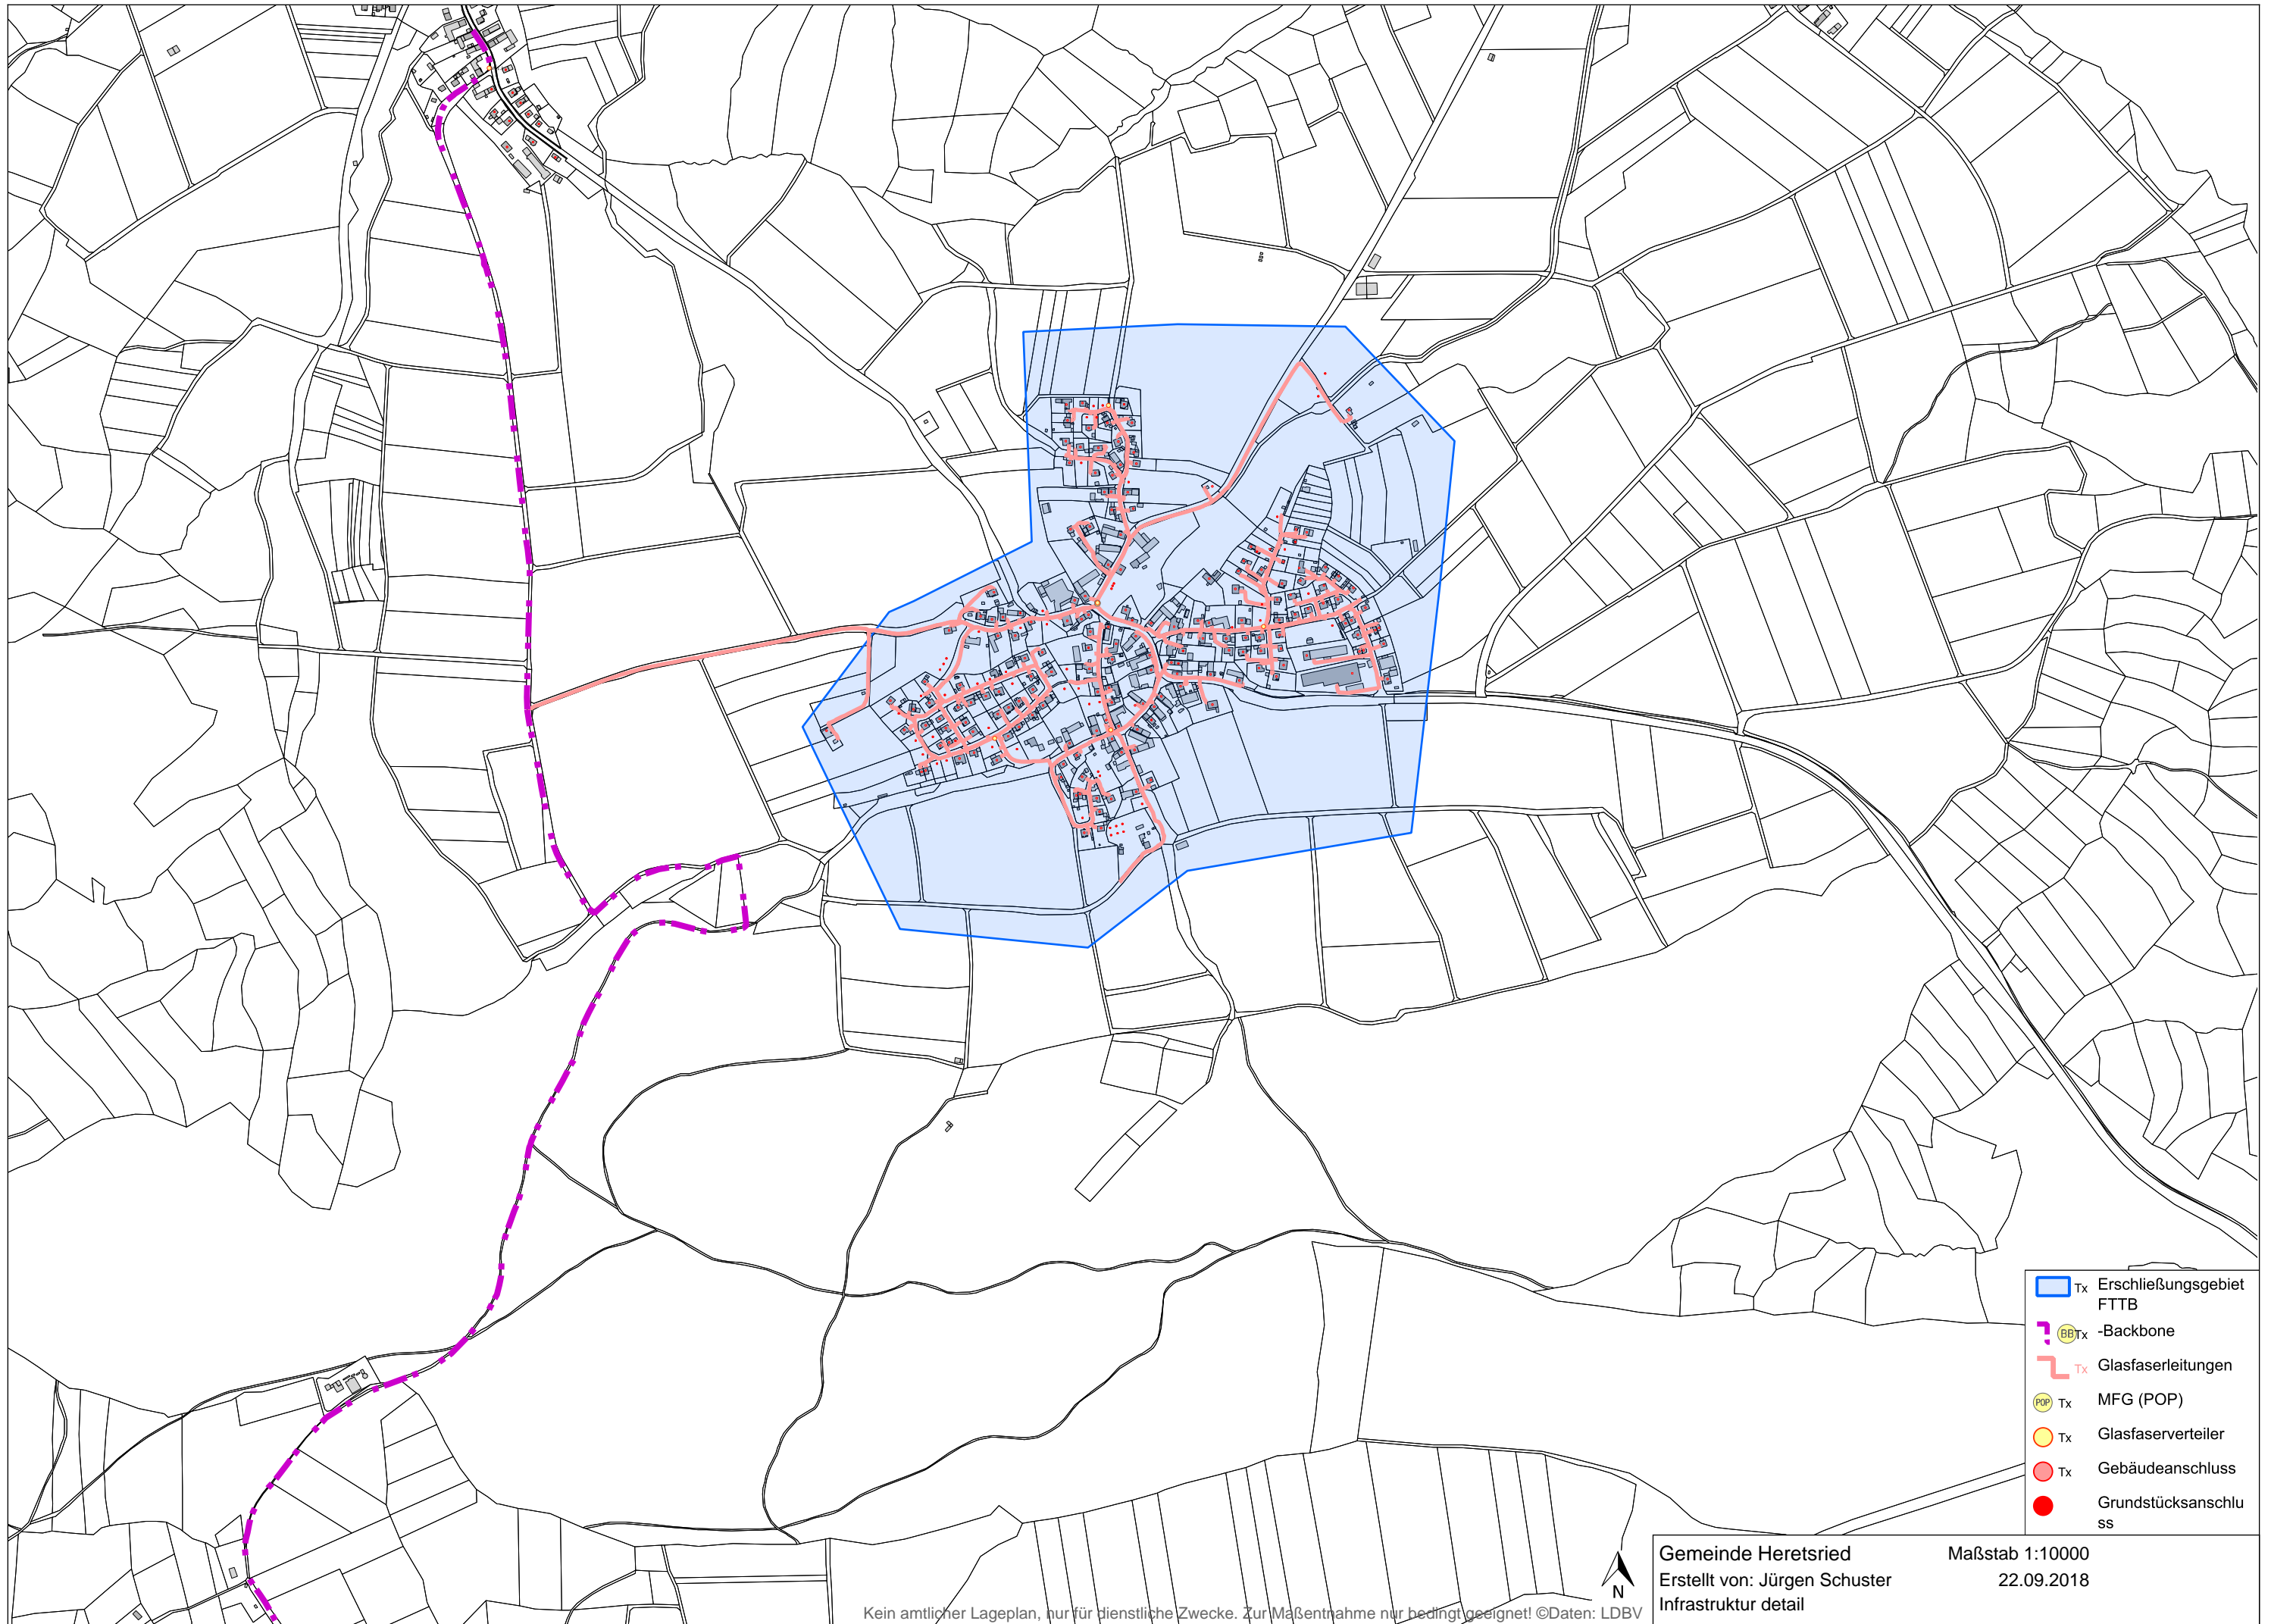 Tx Erschließungsgebiet
FTTB
BB Tx -Backbone
Tx Glasfaserleitungen
POP Tx MFG (POP)
Tx Glasfaserverteiler
Tx Gebäudeanschluss
Grundstücksanschlu
ss
N
Gemeinde Heretsried Maßstab 1:10000
Erstellt von: Jürgen Schuster 22.09.2018
Infrastruktur detail
Kein amtlicher Lageplan, nur für dienstliche Zwecke. Zur Maßentnahme nur bedingt geeignet! ©Daten: LDBV